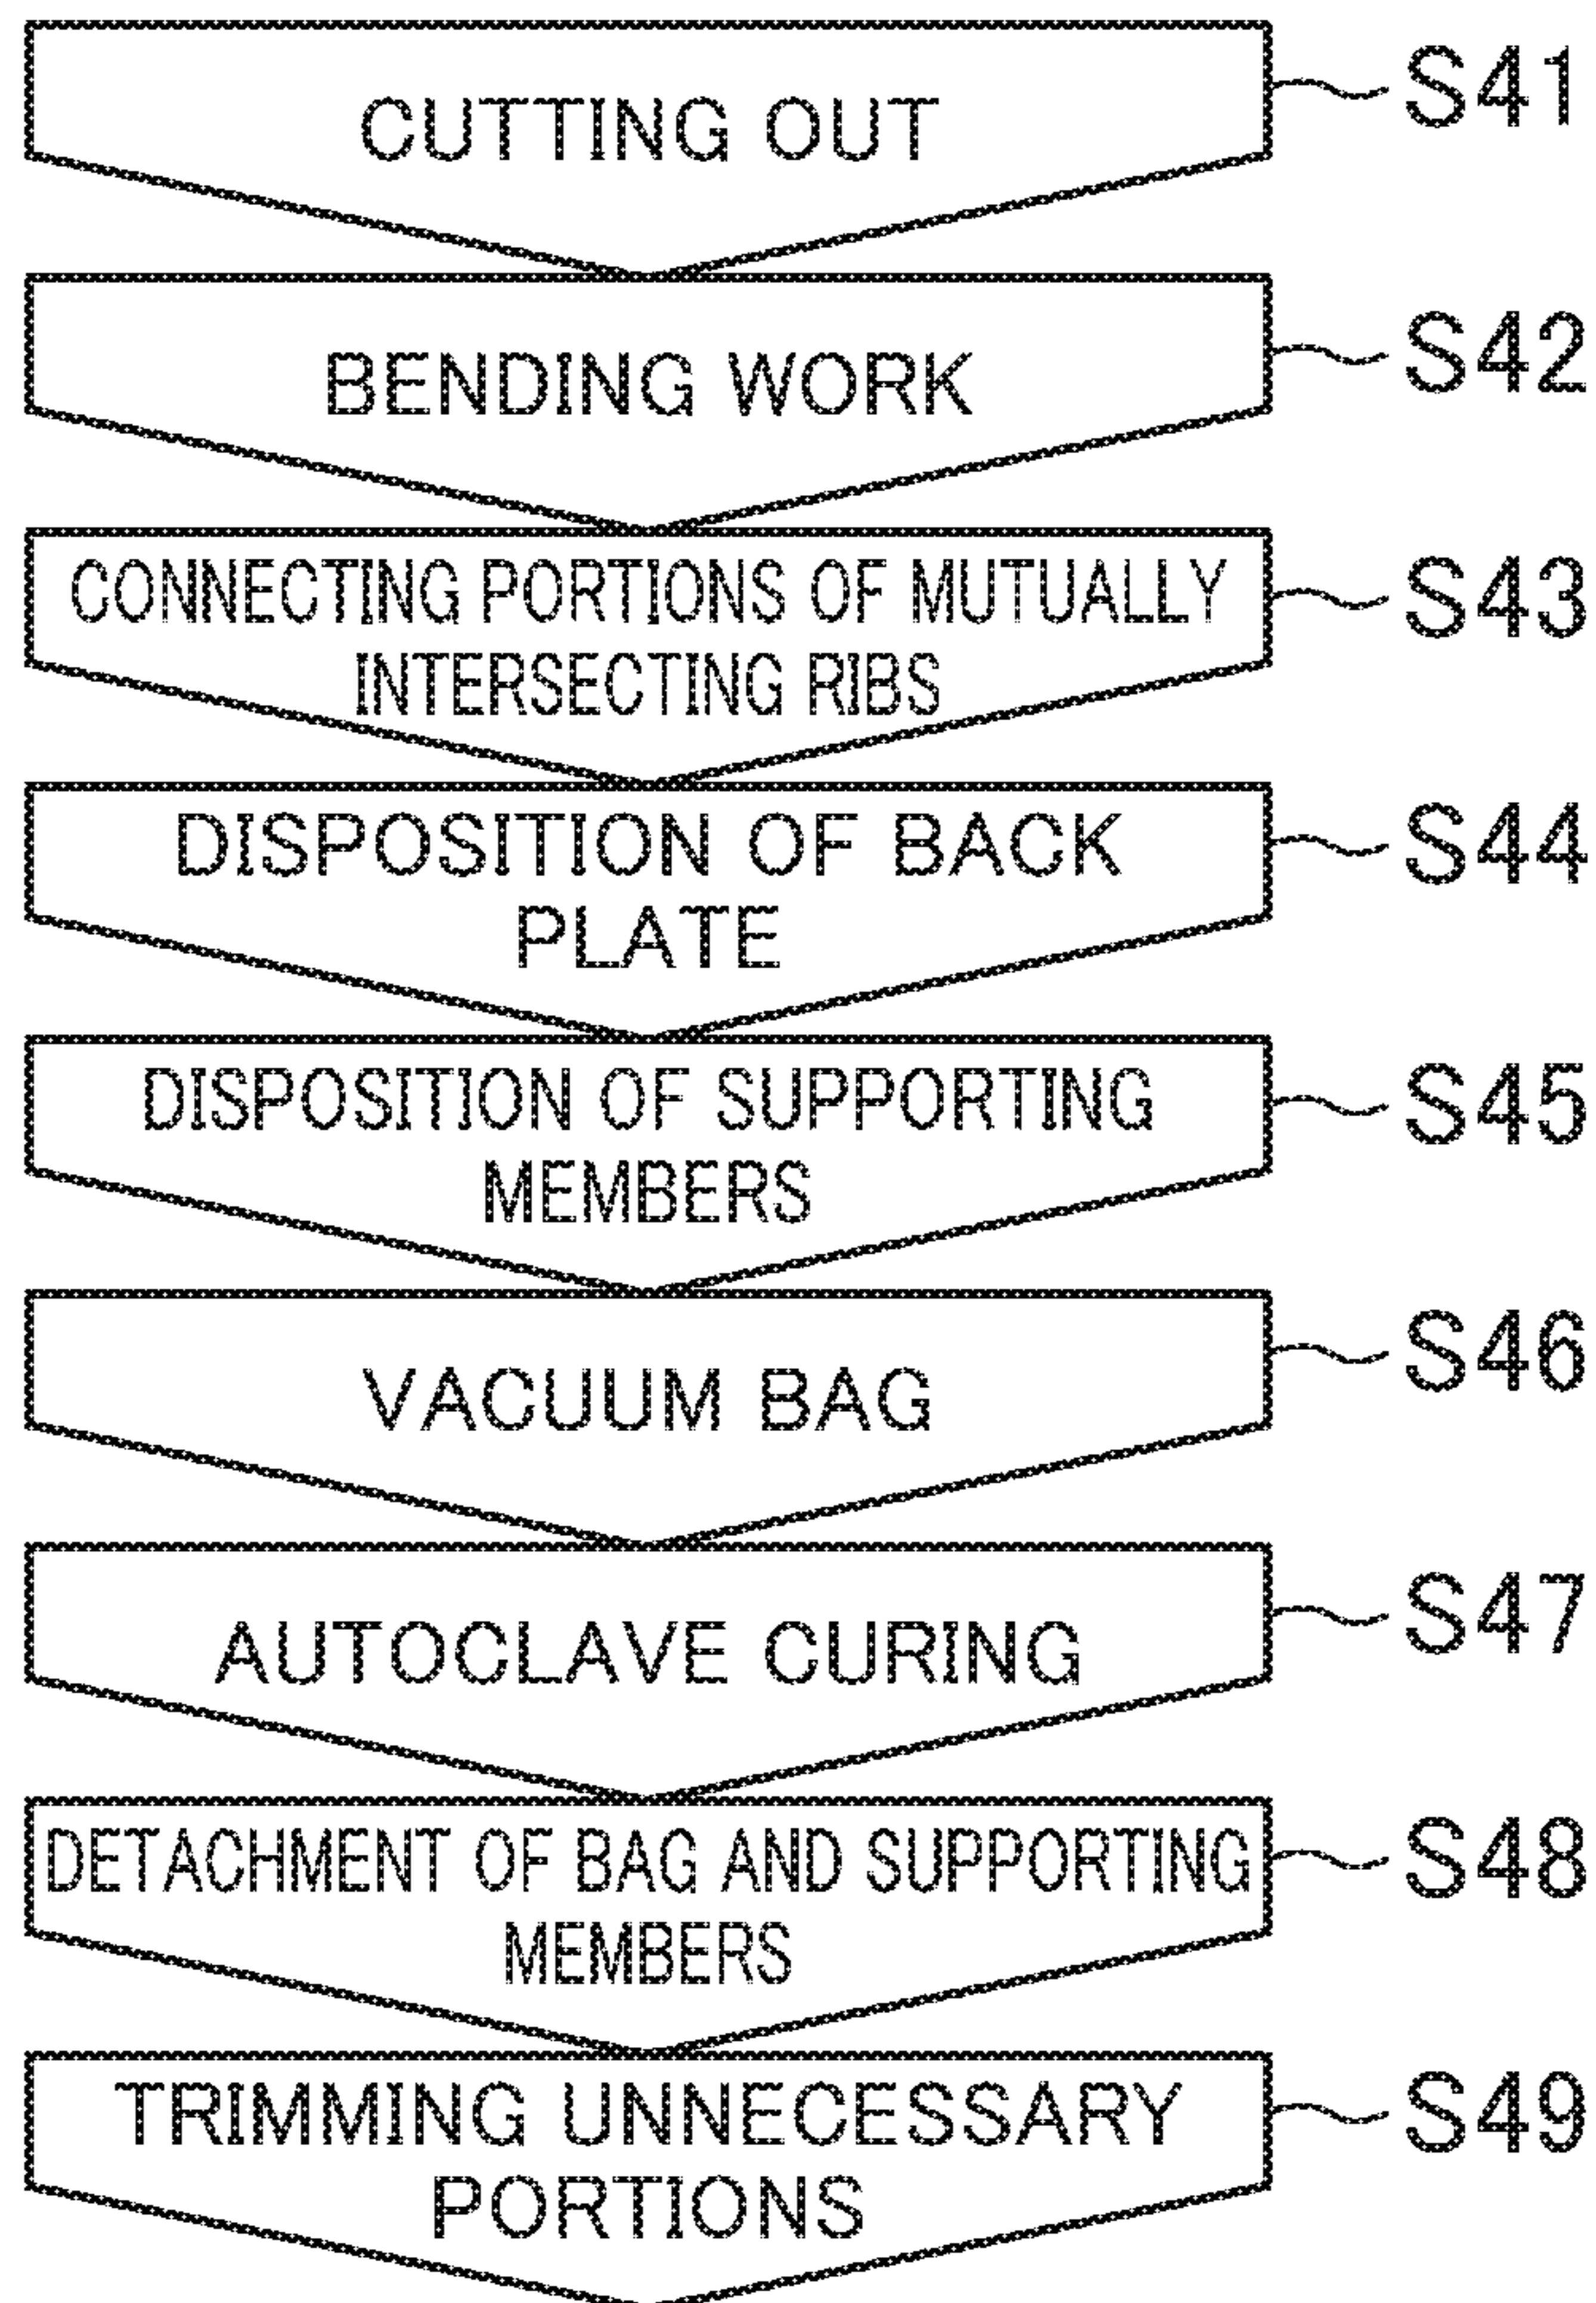 CUTTING OUT
S41
BENDING WORK
S42
CONNECTING PORTIONS OF MUTUALLY
INTERSECTING RIBS
S43
DISPOSITION OF BACK
PLATE
S44
DISPOSITION OF SUPPORTING
MEMBERS
S45
VACUUM BAG
S46
AUTOCLAVE CURING
S47
DETACHMENT OF BAG AND SUPPORTING
MEMBERS
S48
TRIMMING UNNECESSARY
PORTIONS
S49